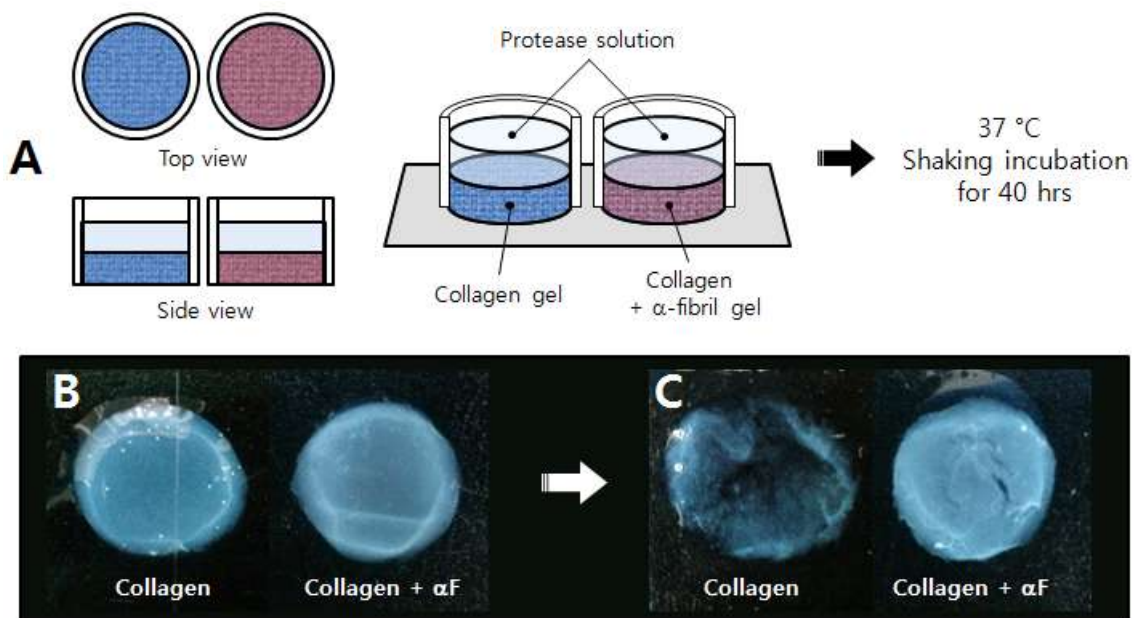 A
Top view
Side view
Protease solution
Collagen gel
Collagen
+ α-fibril gel
37 °C
Shaking incubation
for 40 hrs
B
Collagen
Collagen + αF
C
Collagen
Collagen + αF